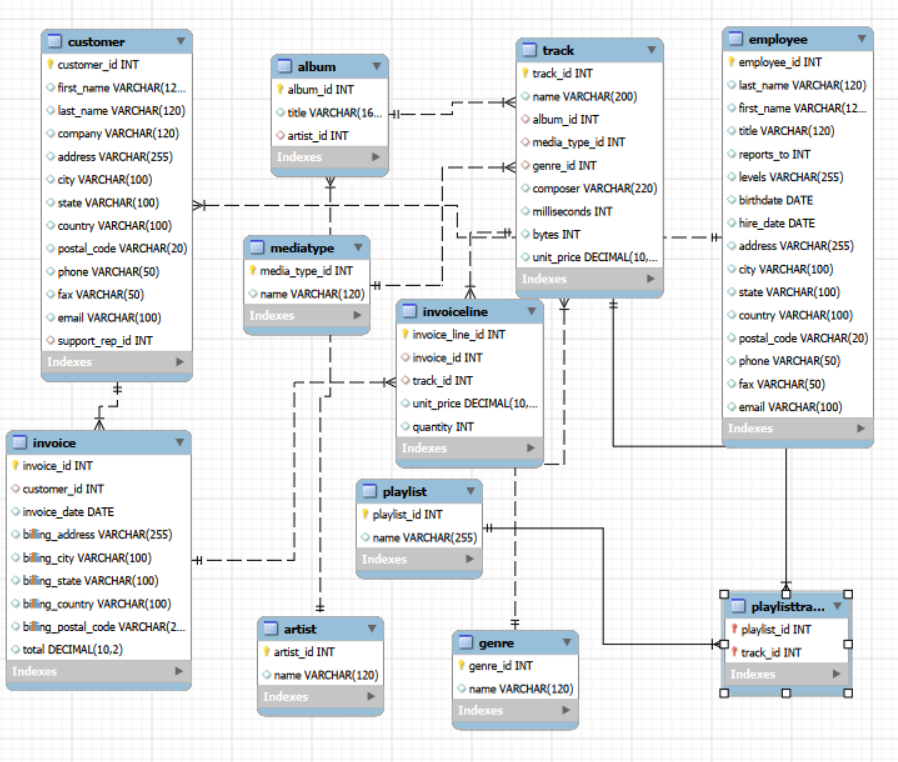 customer
customer_id INT
first_name VARCHAR(12...
last_name VARCHAR(120)
company VARCHAR(120)
address VARCHAR(255)
city VARCHAR(100)
state VARCHAR(100)
country VARCHAR(100)
postal_code VARCHAR(20)
phone VARCHAR(50)
fax VARCHAR(50)
email VARCHAR(100)
support_rep_id INT
Indexes
album
album_id INT
title VARCHAR(16...
artist_id INT
Indexes
track
track_id INT
name VARCHAR(200)
album_id INT
media_type_id INT
genre_id INT
composer VARCHAR(220)
milliseconds INT
bytes INT
unit_price DECIMAL(10,...
Indexes
employee
employee_id INT
last_name VARCHAR(120)
first_name VARCHAR(12...
title VARCHAR(120)
reports_to INT
levels VARCHAR(255)
birthdate DATE
hire_date DATE
address VARCHAR(255)
city VARCHAR(100)
state VARCHAR(100)
country VARCHAR(100)
postal_code VARCHAR(20)
phone VARCHAR(50)
fax VARCHAR(50)
email VARCHAR(100)
Indexes
mediatype
media_type_id INT
name VARCHAR(120)
Indexes
invoiceline
invoice_line_id INT
invoice_id INT
track_id INT
unit_price DECIMAL(10,...
quantity INT
Indexes
invoice
invoice_id INT
customer_id INT
invoice_date DATE
billing_address VARCHAR(255)
billing_city VARCHAR(100)
billing_state VARCHAR(100)
billing_country VARCHAR(100)
billing_postal_code VARCHAR(2...
total DECIMAL(10,2)
Indexes
playlist
playlist_id INT
name VARCHAR(255)
Indexes
artist
artist_id INT
name VARCHAR(120)
Indexes
genre
genre_id INT
name VARCHAR(120)
Indexes
playlisttra...
playlist_id INT
track_id INT
Indexes